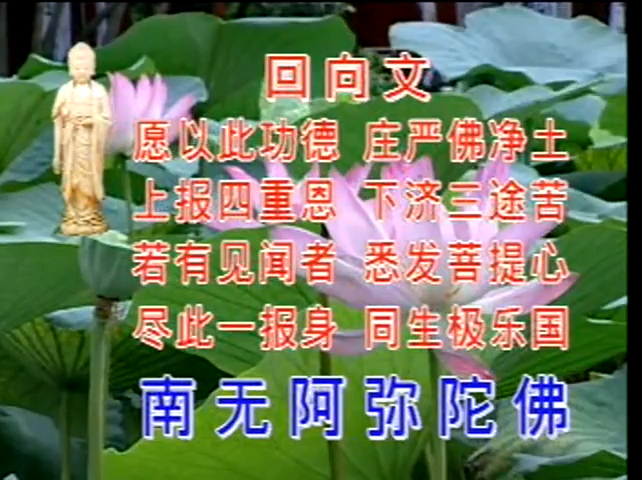 回向文
愿以此功德 庄严佛净土
上报四重恩 下济三途苦
若有见闻者 悉发菩提心
尽此一报身 同生极乐国
南无阿弥陀佛